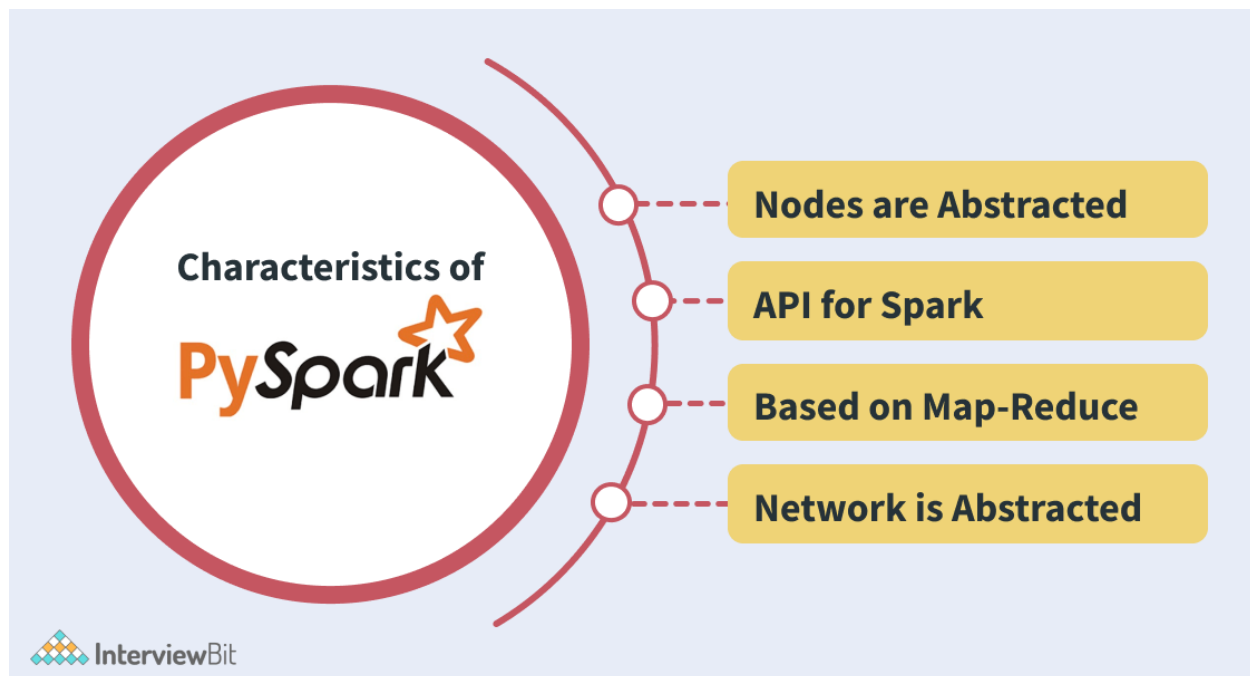 Characteristics of
PySpark
Nodes are Abstracted
API for Spark
Based on Map-Reduce
Network is Abstracted
InterviewBit